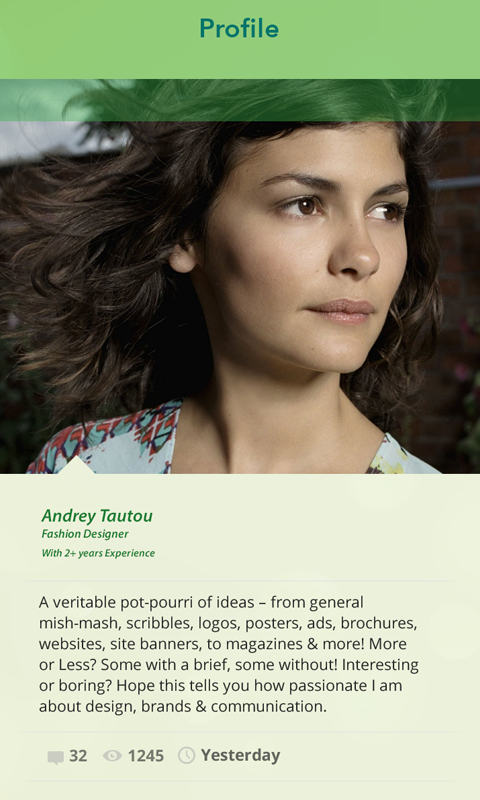 Profile
Andrey Tautou
Fashion Designer
With 2+ years Experience
A veritable pot-pourri of ideas – from general
mish-mash, scribbles, logos, posters, ads, brochures,
websites, site banners, to magazines & more! More
or Less? Some with a brief, some without! Interesting
or boring? Hope this tells you how passionate I am
about design, brands & communication.
32 1245 Yesterday